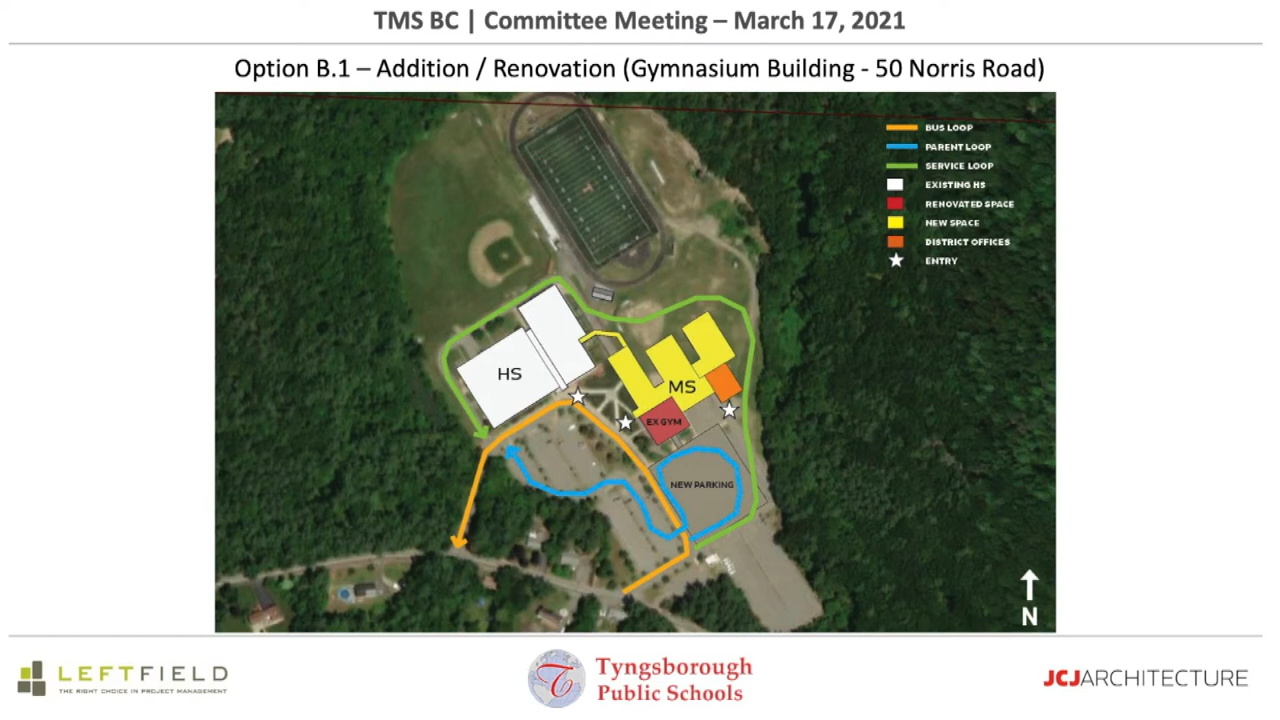 TMS BC | Committee Meeting – March 17, 2021
Option B.1 – Addition / Renovation (Gymnasium Building - 50 Norris Road)
BUS LOOP
PARENT LOOP
SERVICE LOOP
EXISTING HS
RENOVATED SPACE
NEW SPACE
DISTRICT OFFICES
ENTRY
HS
MS
EX GYM
NEW PARKING
N
LEFTFIELD
THE RIGHT CHOICE IN PROJECT MANAGEMENT
T
Tyngsborough
Public Schools
JCJARCHITECTURE